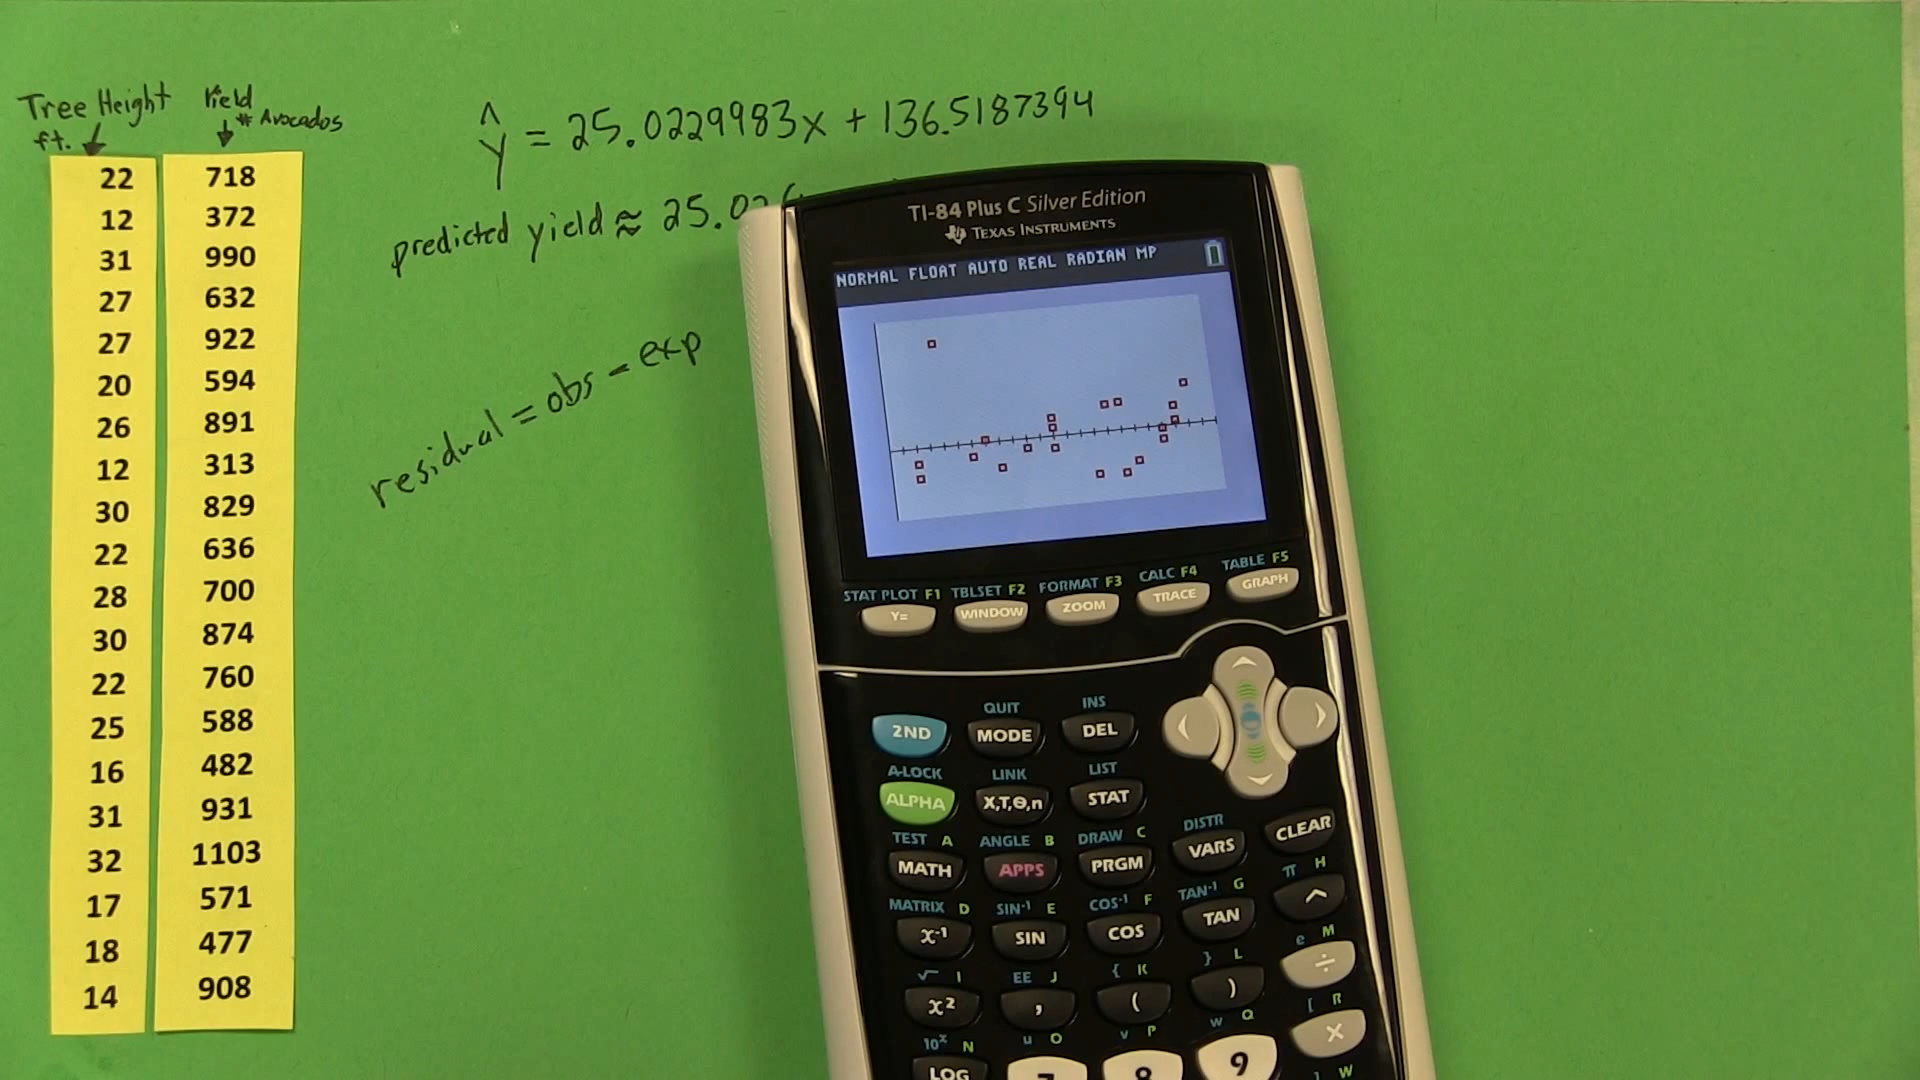 Tree Height
ft.
Yield
# Avocados
22 718
12 372
31 990
27 632
27 922
20 594
26 891
12 313
30 829
22 636
28 700
30 874
22 760
25 588
16 482
31 931
32 1103
17 571
18 477
14 908
ŷ = 25.0229983x + 136.5187394
predicted yield ≈ 25.02
residual = obs - exp
TI-84 Plus C Silver Edition
TEXAS INSTRUMENTS
NORMAL FLOAT AUTO REAL RADIAN MP
STAT PLOT F1 TBLSET F2 FORMAT F3 CALC F4 TABLE F5
Y= WINDOW ZOOM TRACE GRAPH
QUIT INS
2ND MODE DEL
A-LOCK LINK LIST
ALPHA X,T,Θ,n STAT
TEST A ANGLE B DRAW C DISTR
MATH APPS PRGM VARS CLEAR
MATRIX D SIN⁻¹ E COS⁻¹ F TAN⁻¹ G π H
x⁻¹ SIN COS TAN ^
√ I EE J { K } L e M
x² , ( ) ÷
10ˣ N u O v P w Q [ R
LOG 7 8 9 ×
] W